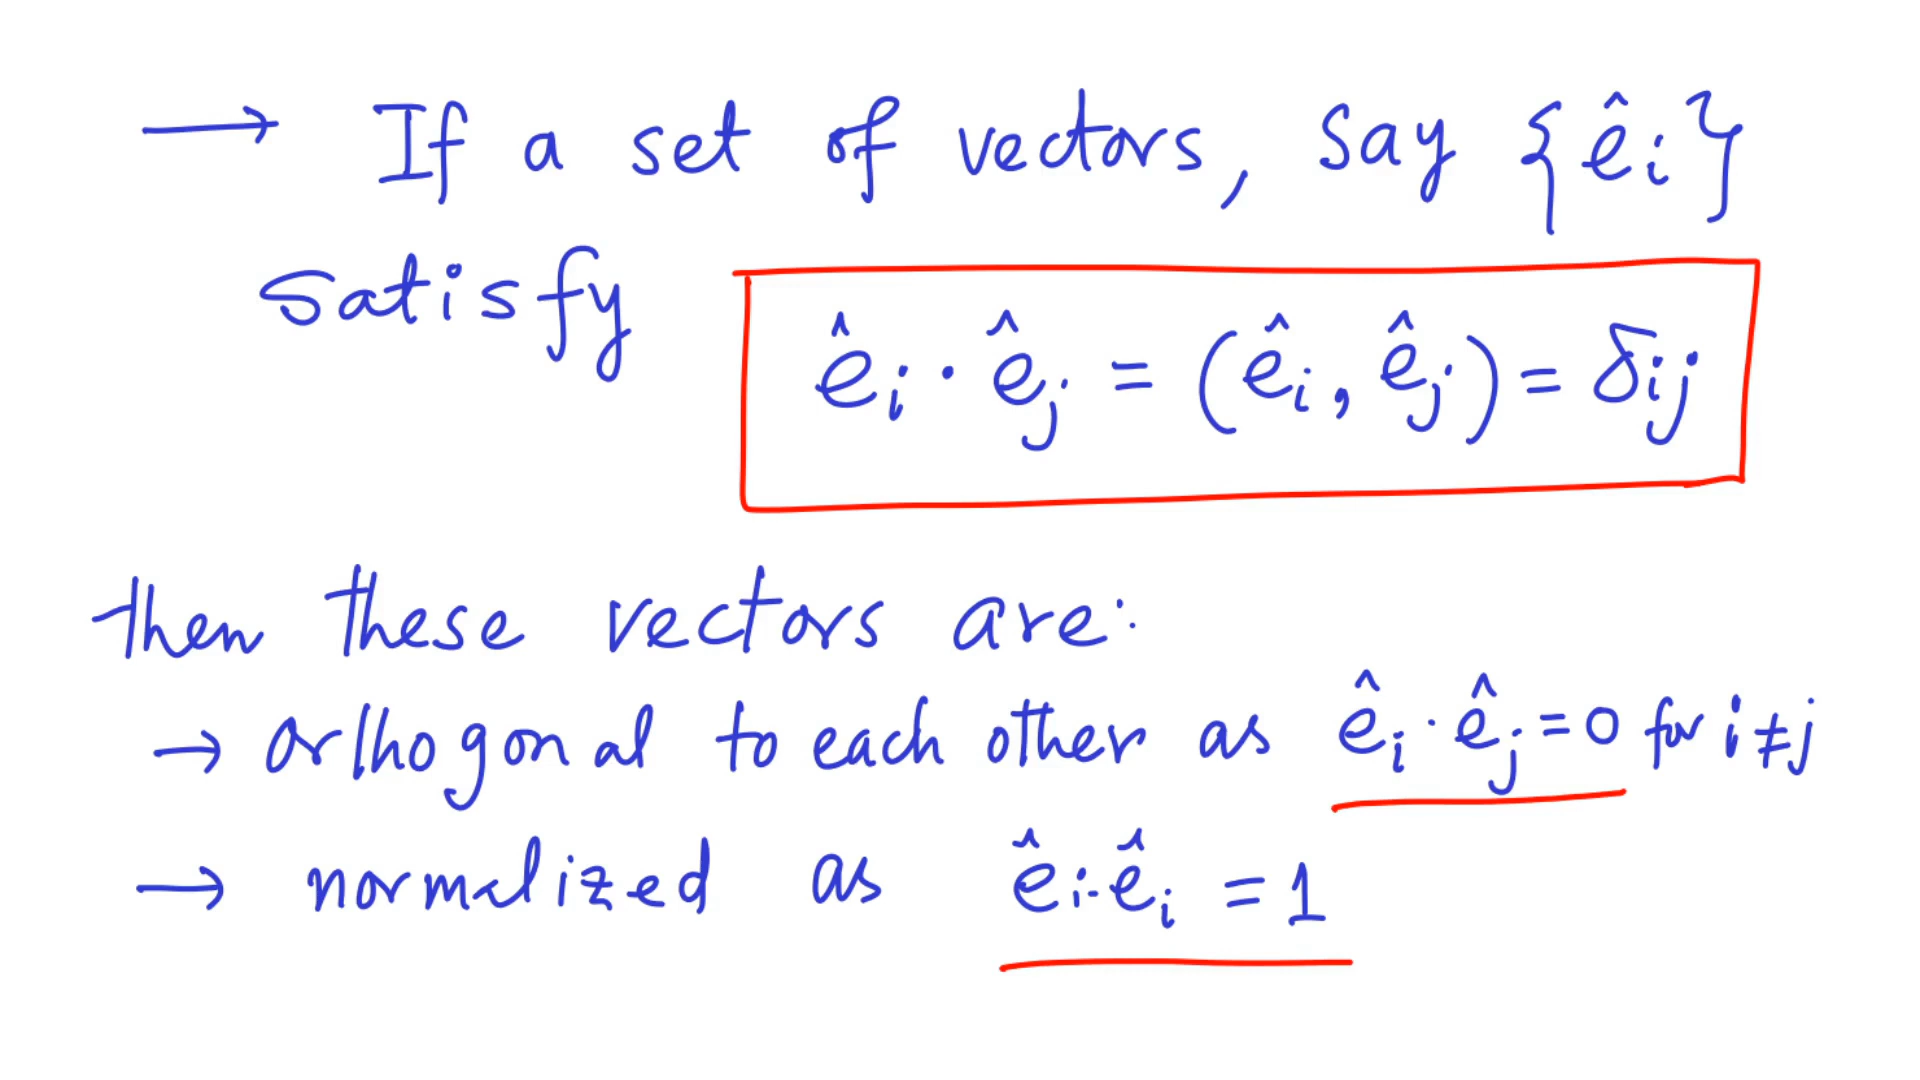 → If a set of vectors, say {êᵢ}
satisfy
êᵢ · êⱼ = (êᵢ, êⱼ) = δij
then these vectors are:
→ orthogonal to each other as êᵢ · êⱼ = 0 for i ≠ j
→ normalized as êᵢ · êᵢ = 1